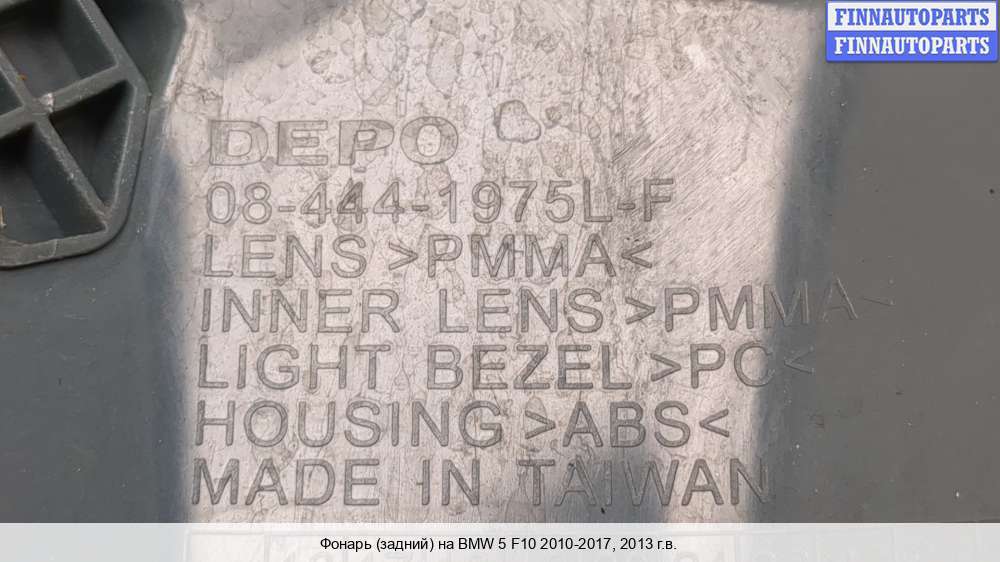 FINNAUTOPARTS
FINNAUTOPARTS
DEPO
08-444-1975L-F
LENS >PMMA<
INNER LENS >PMMA<
LIGHT BEZEL >PC<
HOUSING >ABS<
MADE IN TAIWAN
Фонарь (задний) на BMW 5 F10 2010-2017, 2013 г.в.